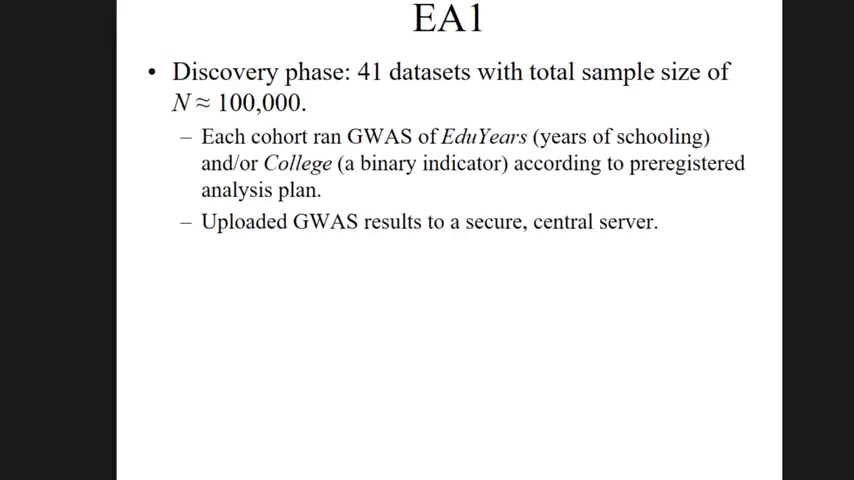 EA1
• Discovery phase: 41 datasets with total sample size of
N ≈ 100,000.
– Each cohort ran GWAS of EduYears (years of schooling)
and/or College (a binary indicator) according to preregistered
analysis plan.
– Uploaded GWAS results to a secure, central server.